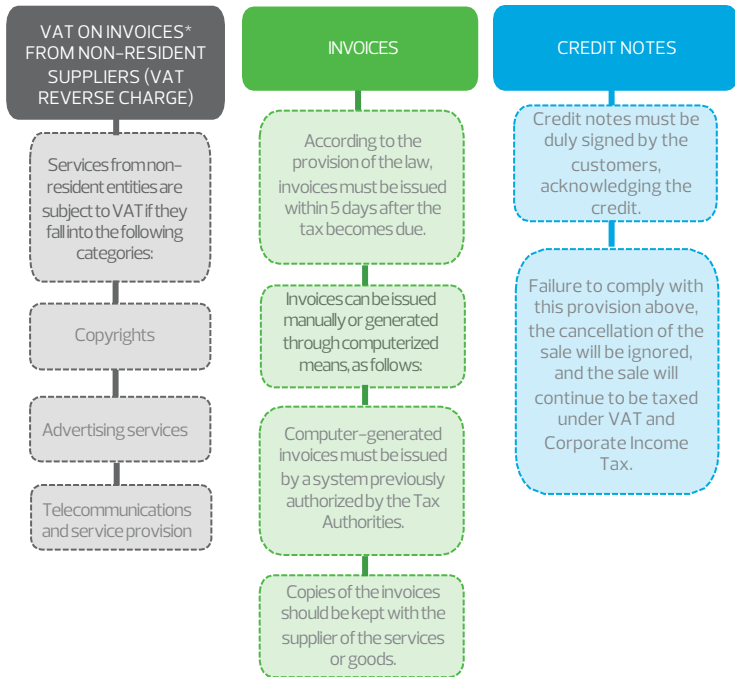 VAT ON INVOICES*
FROM NON-RESIDENT
SUPPLIERS (VAT
REVERSE CHARGE)
Services from non-
resident entities are
subject to VAT if they
fall into the following
categories:
Copyrights
Advertising services
Telecommunications
and service provision
INVOICES
According to the
provision of the law,
invoices must be issued
within 5 days after the
tax becomes due.
Invoices can be issued
manually or generated
through computerized
means, as follows:
Computer-generated
invoices must be issued
by a system previously
authorized by the Tax
Authorities.
Copies of the invoices
should be kept with the
supplier of the services
or goods.
CREDIT NOTES
Credit notes must be
duly signed by the
customers,
acknowledging the
credit.
Failure to comply with
this provision above,
the cancellation of the
sale will be ignored,
and the sale will
continue to be taxed
under VAT and
Corporate Income
Tax.